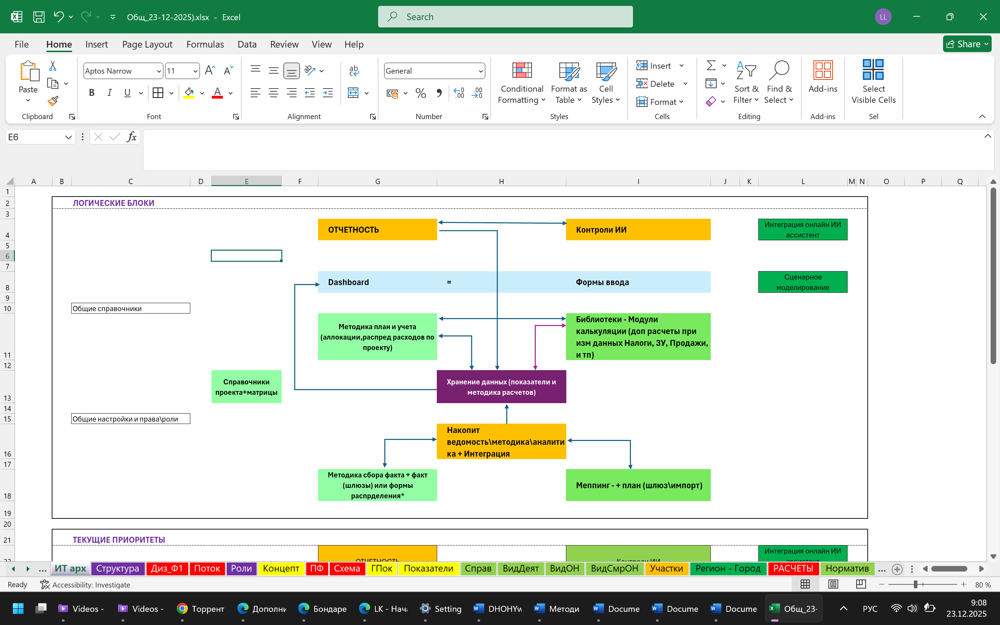 Общ_23-12-2025).xlsx - Excel
Search
LL
File Home Insert Page Layout Formulas Data Review View Help
Share
Paste
Clipboard
Aptos Narrow 11
B I U
Font
Alignment
General
Number
Conditional Formatting
Format as Table
Cell Styles
Styles
Insert
Delete
Format
Cells
Sort & Filter
Find & Select
Editing
Add-ins
Add-ins
Select Visible Cells
Sel
E6
fx
A B C D E F G H I J K L M N O P Q
1
2
3
4
5
6
7
8
9
10
11
12
13
14
15
16
17
18
19
20
21
ЛОГИЧЕСКИЕ БЛОКИ
ОТЧЕТНОСТЬ
Контроли ИИ
Интеграция онлайн ИИ
ассистент
Dashboard = Формы ввода
Сценарное
моделирование
Общие справочники
Методика план и учета
(аллокации,распред расходов по
проекту)
Библиотеки - Модули
калькуляции (доп расчеты при
изм данных Налоги, ЗУ, Продажи,
и тп)
Справочники
проекта+матрицы
Хранение данных (показатели и
методика расчетов)
Общие настройки и права\роли
Накопит
ведомость\методика\аналити
ка + Интеграция
Методика сбора факта + факт
(шлюзы) или формы
распрделения*
Меппинг - + план (шлюз\импорт)
ТЕКУЩИЕ ПРИОРИТЕТЫ
ОТЧЕТНОСТЬ
Контроли ИИ
Интеграция онлайн ИИ
ассистент
... ИТ арх Структура Диз_Ф1 Поток Роли Концепт ПФ Схема ГПок Показатели Справ ВидДеят ВидОН ВидСмрОН Участки Регион - Город РАСЧЕТЫ Норматив ...
Ready Accessibility: Investigate 80 %
Videos - Videos - Торрент Дополни Бондаре LK - Нача Setting DHOHYw Методи Docume Docume Docume Общ_23- РУС
9:08
23.12.2025